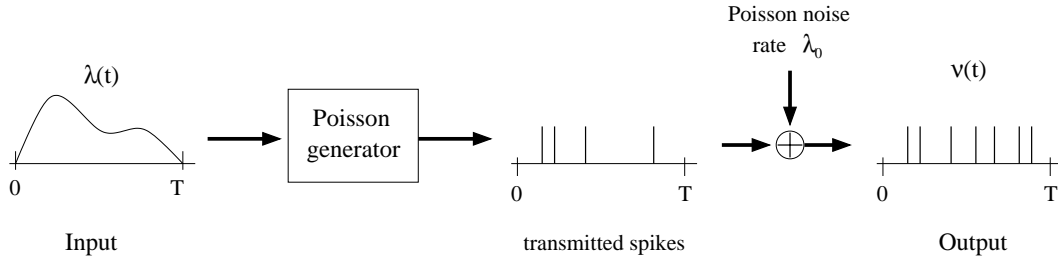 Poisson noise
rate λ₀
λ(t)
ν(t)
Poisson
generator
0 T
0 T
0 T
Input
transmitted spikes
Output